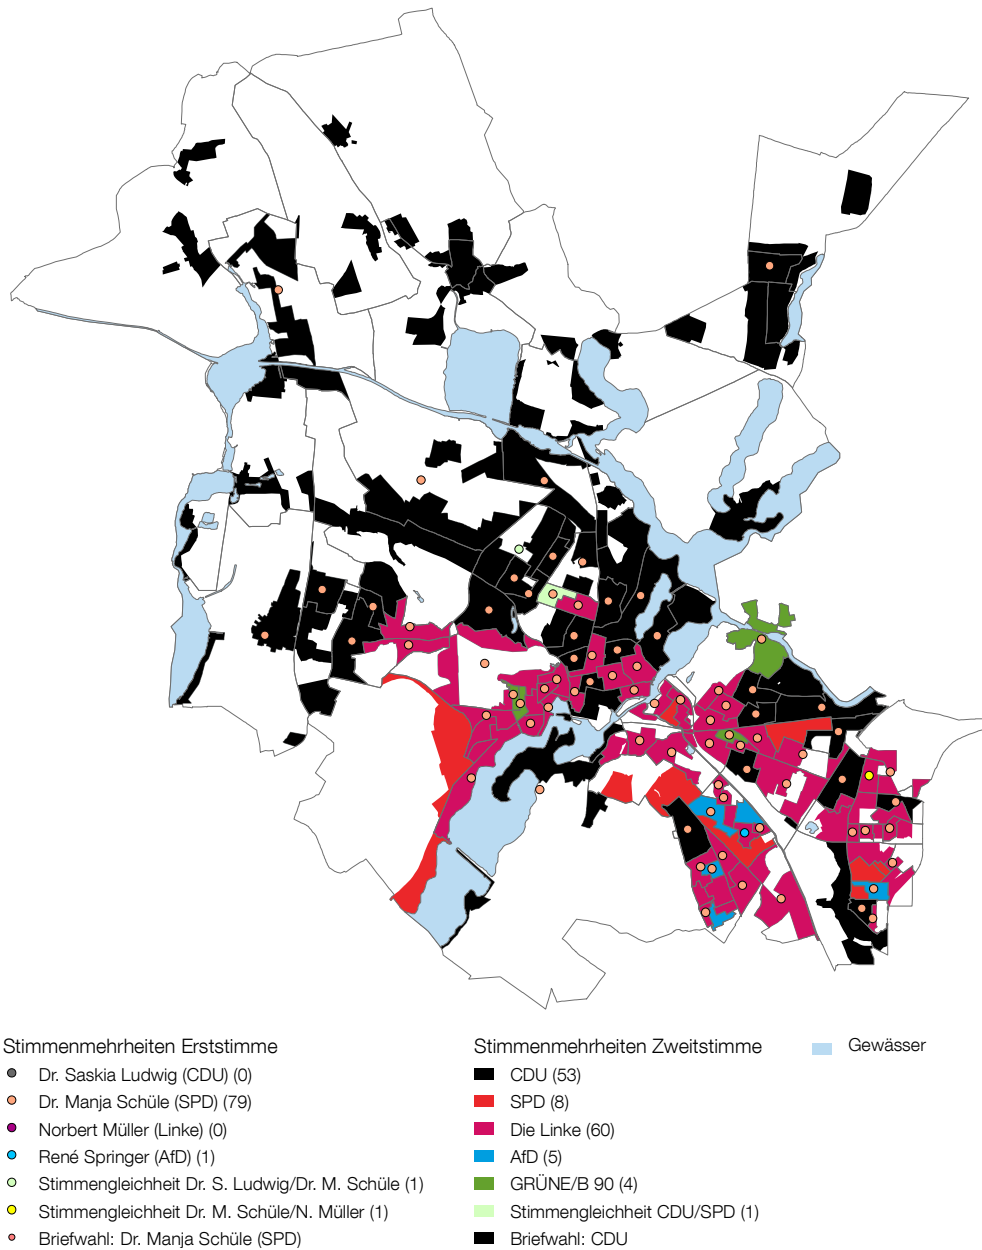 Stimmenmehrheiten Erststimme
Dr. Saskia Ludwig (CDU) (0)
Dr. Manja Schüle (SPD) (79)
Norbert Müller (Linke) (0)
René Springer (AfD) (1)
Stimmengleichheit Dr. S. Ludwig/Dr. M. Schüle (1)
Stimmengleichheit Dr. M. Schüle/N. Müller (1)
Briefwahl: Dr. Manja Schüle (SPD)
Stimmenmehrheiten Zweitstimme
CDU (53)
SPD (8)
Die Linke (60)
AfD (5)
GRÜNE/B 90 (4)
Stimmengleichheit CDU/SPD (1)
Briefwahl: CDU
Gewässer